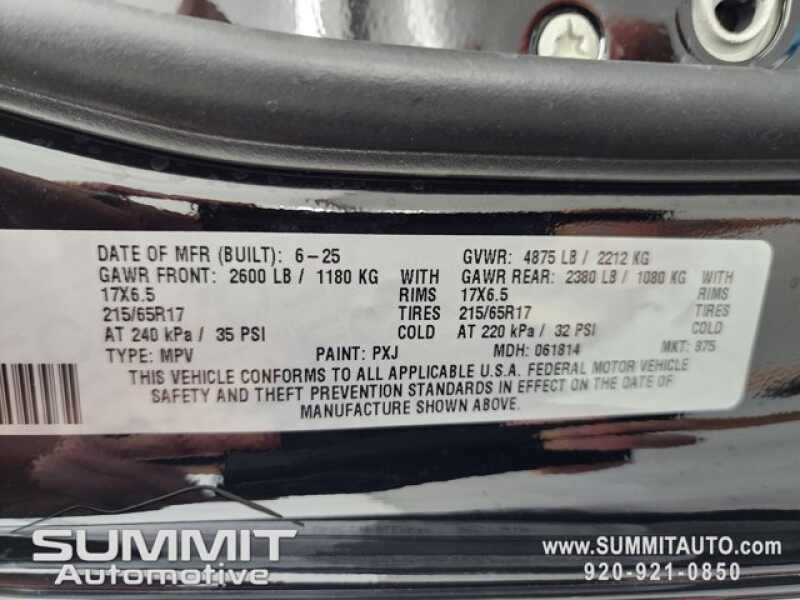 DATE OF MFR (BUILT): 6-25 GVWR: 4875 LB / 2212 KG
GAWR FRONT: 2600 LB / 1180 KG WITH GAWR REAR: 2380 LB / 1080 KG WITH
17X6.5 RIMS 17X6.5 RIMS
215/65R17 TIRES 215/65R17 TIRES
AT 240 kPa / 35 PSI COLD AT 220 kPa / 32 PSI COLD
TYPE: MPV PAINT: PXJ MDH: 061814 MKT: 875
THIS VEHICLE CONFORMS TO ALL APPLICABLE U.S.A. FEDERAL MOTOR VEHICLE
SAFETY AND THEFT PREVENTION STANDARDS IN EFFECT ON THE DATE OF
MANUFACTURE SHOWN ABOVE.
SUMMIT
Automotive
www.SUMMITAUTO.com
920-921-0850